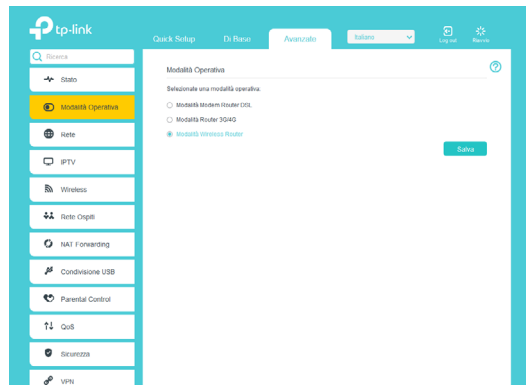 tp-link
Quick Setup Di Base Avanzate Italiano Log out Riavvio
Ricerca
Stato
Modalità Operativa
Rete
IPTV
Wireless
Rete Ospiti
NAT Forwarding
Condivisione USB
Parental Control
QoS
Sicurezza
VPN
Modalità Operativa
Selezionate una modalità operativa:
Modalità Modem Router DSL
Modalità Router 3G/4G
Modalità Wireless Router
Salva